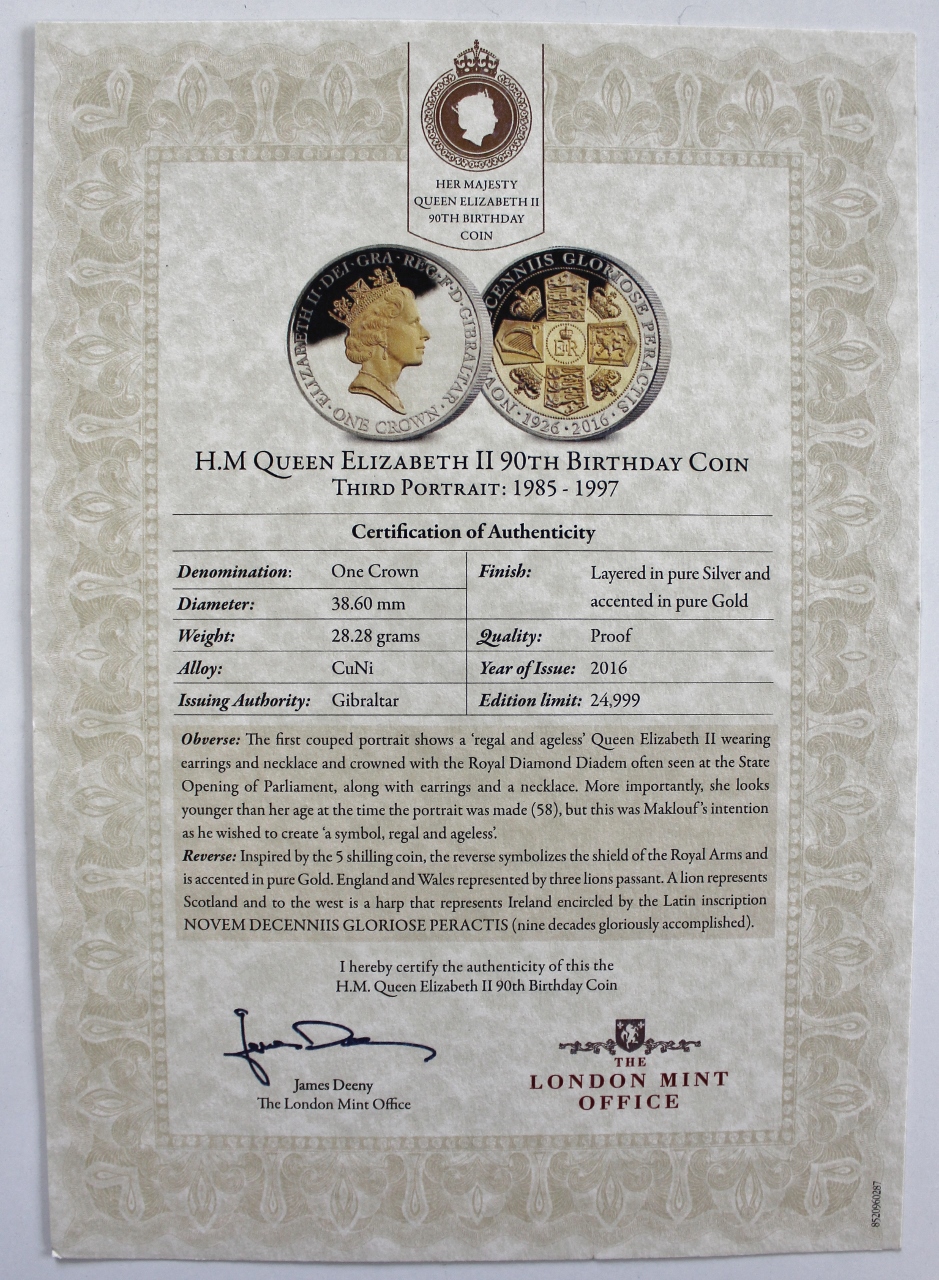 HER MAJESTY
QUEEN ELIZABETH II
90TH BIRTHDAY
COIN
ELIZABETH II · DEI · GRA · REG · F · D · GIBRALTAR ·
· ONE CROWN ·
CENNIIS GLORIOSE PERACTIS
NOV
· 1926 · 2016 ·
EIIR
H.M QUEEN ELIZABETH II 90TH BIRTHDAY COIN
THIRD PORTRAIT: 1985 - 1997
Certification of Authenticity
Denomination: One Crown
Diameter: 38.60 mm
Weight: 28.28 grams
Alloy: CuNi
Issuing Authority: Gibraltar
Finish: Layered in pure Silver and
accented in pure Gold
Quality: Proof
Year of Issue: 2016
Edition limit: 24,999
Obverse: The first couped portrait shows a ‘regal and ageless’ Queen Elizabeth II wearing
earrings and necklace and crowned with the Royal Diamond Diadem often seen at the State
Opening of Parliament, along with earrings and a necklace. More importantly, she looks
younger than her age at the time the portrait was made (58), but this was Maklouf’s intention
as he wished to create ‘a symbol, regal and ageless’.
Reverse: Inspired by the 5 shilling coin, the reverse symbolizes the shield of the Royal Arms and
is accented in pure Gold. England and Wales represented by three lions passant. A lion represents
Scotland and to the west is a harp that represents Ireland encircled by the Latin inscription
NOVEM DECENNIIS GLORIOSE PERACTIS (nine decades gloriously accomplished).
I hereby certify the authenticity of this the
H.M. Queen Elizabeth II 90th Birthday Coin
James Deeny
James Deeny
The London Mint Office
THE
LONDON MINT
OFFICE
8520960287